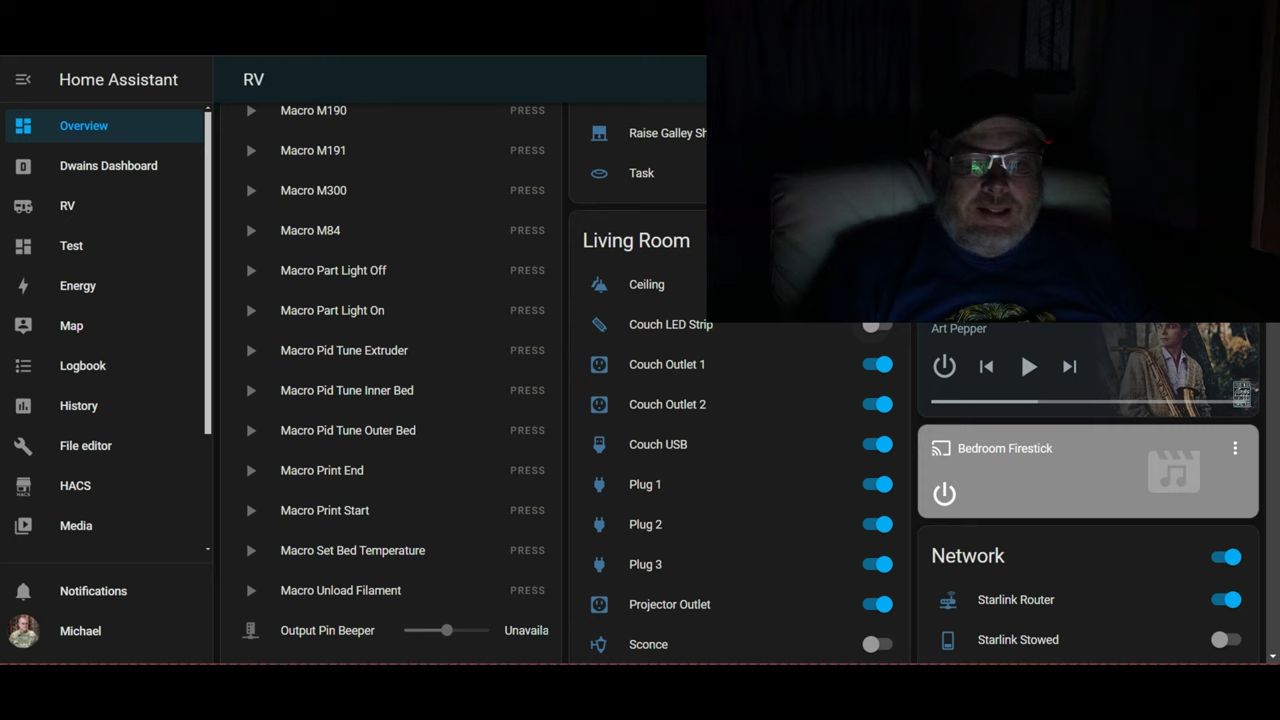 Home Assistant
RV
Overview
Dwains Dashboard
RV
Test
Energy
Map
Logbook
History
File editor
HACS
HACS
Media
Notifications
Michael
Macro M190 PRESS
Macro M191 PRESS
Macro M300 PRESS
Macro M84 PRESS
Macro Part Light Off PRESS
Macro Part Light On PRESS
Macro Pid Tune Extruder PRESS
Macro Pid Tune Inner Bed PRESS
Macro Pid Tune Outer Bed PRESS
Macro Print End PRESS
Macro Print Start PRESS
Macro Set Bed Temperature PRESS
Macro Unload Filament PRESS
Output Pin Beeper Unavaila
Raise Galley Sh
Task
Living Room
Ceiling
Couch LED Strip
Couch Outlet 1
Couch Outlet 2
Couch USB
Plug 1
Plug 2
Plug 3
Projector Outlet
Sconce
Art Pepper
Bedroom Firestick
Network
Starlink Router
Starlink Stowed